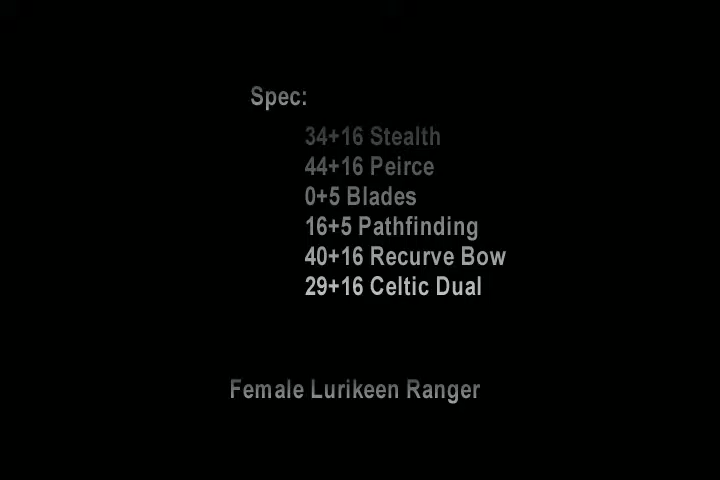 Spec:
34+16 Stealth
44+16 Peirce
0+5 Blades
16+5 Pathfinding
40+16 Recurve Bow
29+16 Celtic Dual
Female Lurikeen Ranger